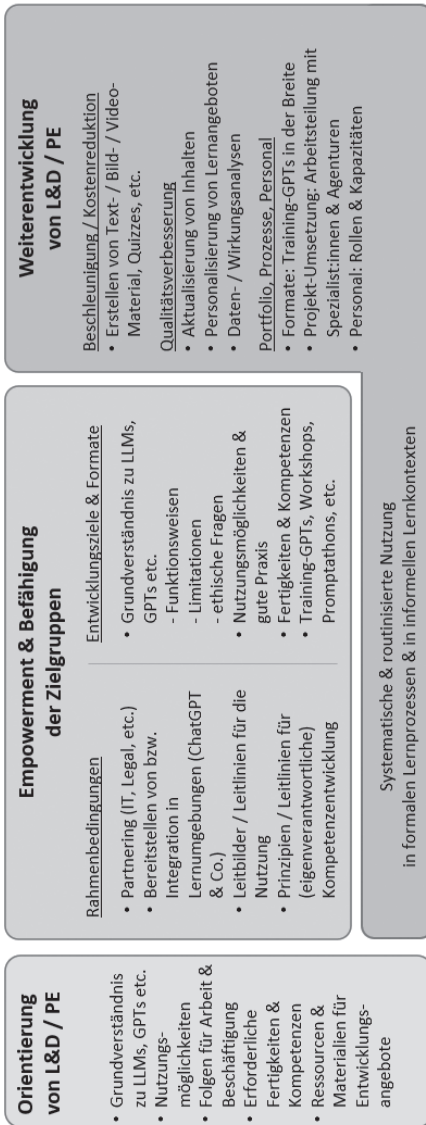 Orientierung
von L&D / PE
• Grundverständnis
zu LLMs, GPTs etc.
• Nutzungs-
möglichkeiten
• Folgen für Arbeit &
Beschäftigung
• Erforderliche
Fertigkeiten &
Kompetenzen
• Ressourcen &
Materialien für
Entwicklungs-
angebote
Empowerment & Befähigung
der Zielgruppen
Rahmenbedingungen
• Partnering (IT, Legal, etc.)
• Bereitstellen von bzw.
Integration in
Lernumgebungen (ChatGPT
& Co.)
• Leitbilder / Leitlinien für die
Nutzung
• Prinzipien / Leitlinien für
(eigenverantwortliche)
Kompetenzentwicklung
Entwicklungsziele & Formate
• Grundverständnis zu LLMs,
GPTs etc.
- Funktionsweisen
- Limitationen
- ethische Fragen
• Nutzungsmöglichkeiten &
gute Praxis
• Fertigkeiten & Kompetenzen
• Training-GPTs, Workshops,
Promptathons, etc.
Weiterentwicklung
von L&D / PE
Beschleunigung / Kostenreduktion
• Erstellen von Text- / Bild- / Video-
Material, Quizzes, etc.
Qualitätsverbesserung
• Aktualisierung von Inhalten
• Personalisierung von Lernangeboten
• Daten- / Wirkungsanalysen
Portfolio, Prozesse, Personal
• Formate: Training-GPTs in der Breite
• Projekt-Umsetzung: Arbeitsteilung mit
Spezialist:innen & Agenturen
• Personal: Rollen & Kapazitäten
Systematische & routinisierte Nutzung
in formalen Lernprozessen & in informellen Lernkontexten